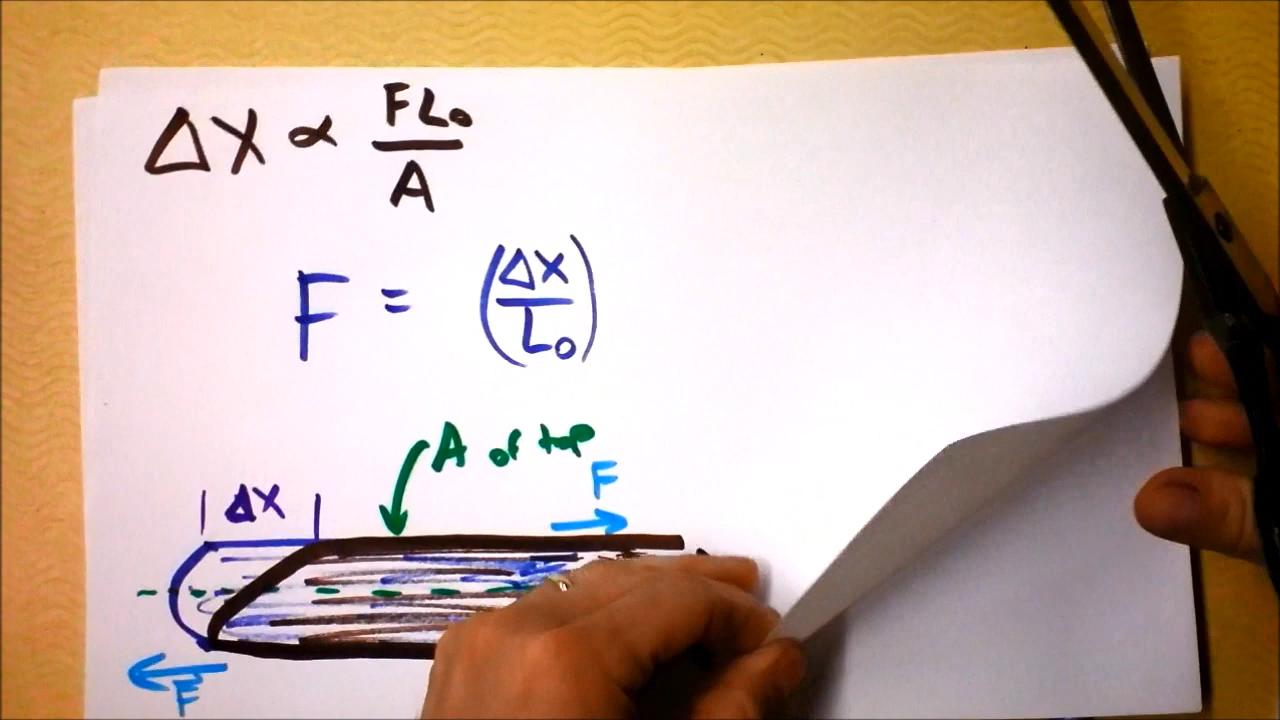 ΔX ∝ FL₀/A
F = (ΔX/L₀)
A of top
F
ΔX
F